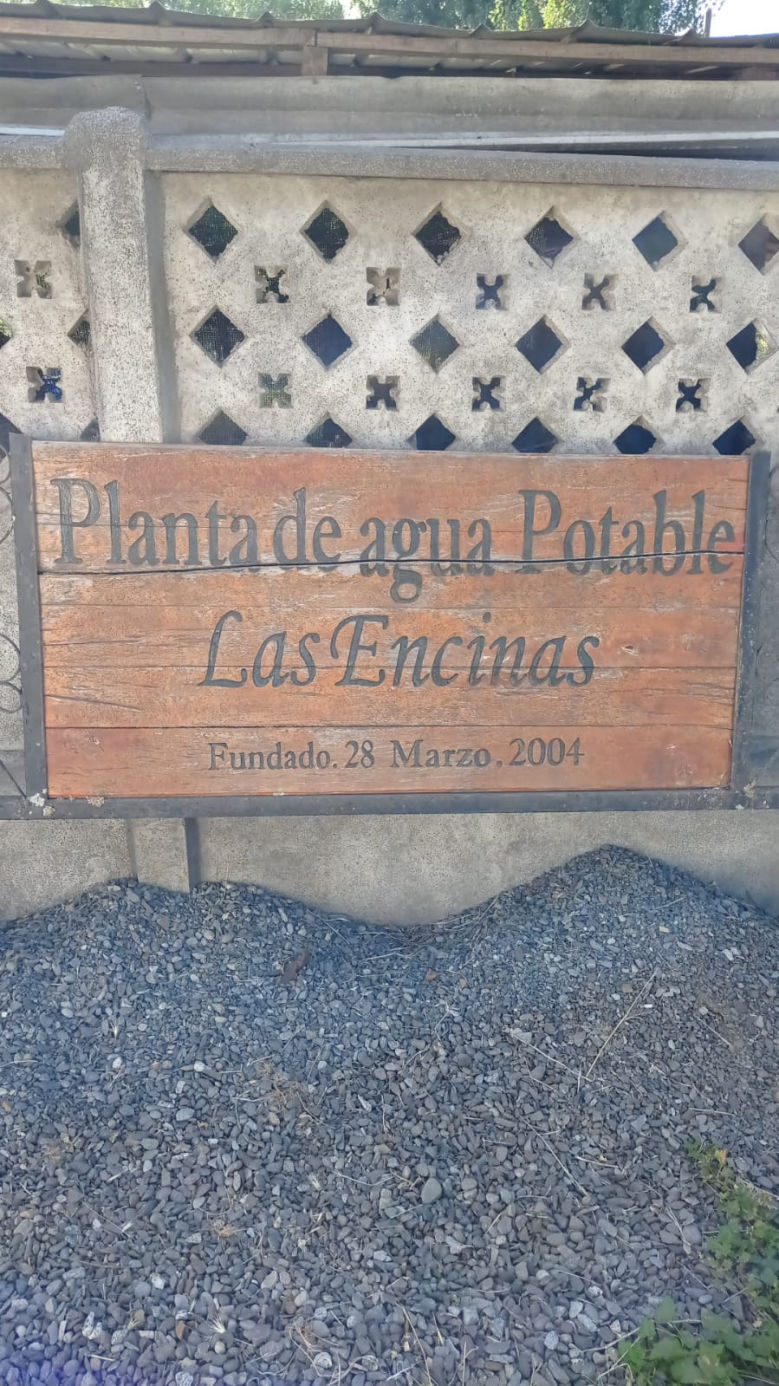 Planta de agua Potable
Las Encinas
Fundado. 28 Marzo. 2004